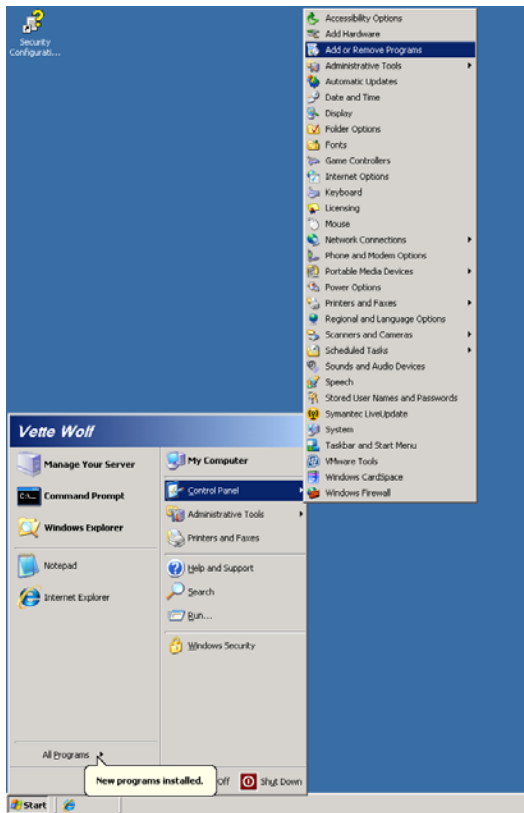 Security
Configurati...
Accessibility Options
Add Hardware
Add or Remove Programs
Administrative Tools
Automatic Updates
Date and Time
Display
Folder Options
Fonts
Game Controllers
Internet Options
Keyboard
Licensing
Mouse
Network Connections
Phone and Modem Options
Portable Media Devices
Power Options
Printers and Faxes
Regional and Language Options
Scanners and Cameras
Scheduled Tasks
Sounds and Audio Devices
Speech
Stored User Names and Passwords
Symantec LiveUpdate
System
Taskbar and Start Menu
VMware Tools
Windows CardSpace
Windows Firewall
Vette Wolf
Manage Your Server
Command Prompt
Windows Explorer
Notepad
Internet Explorer
My Computer
Control Panel
Administrative Tools
Printers and Faxes
Help and Support
Search
Run...
Windows Security
All Programs
New programs installed.
Off
Shut Down
Start